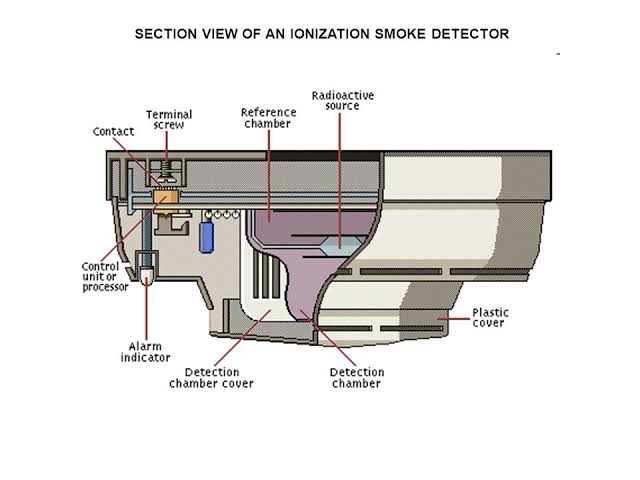 SECTION VIEW OF AN IONIZATION SMOKE DETECTOR
Radioactive
source
Reference
chamber
Terminal
screw
Contact
Control
unit or
processor
Alarm
indicator
Detection
chamber cover
Detection
chamber
Plastic
cover